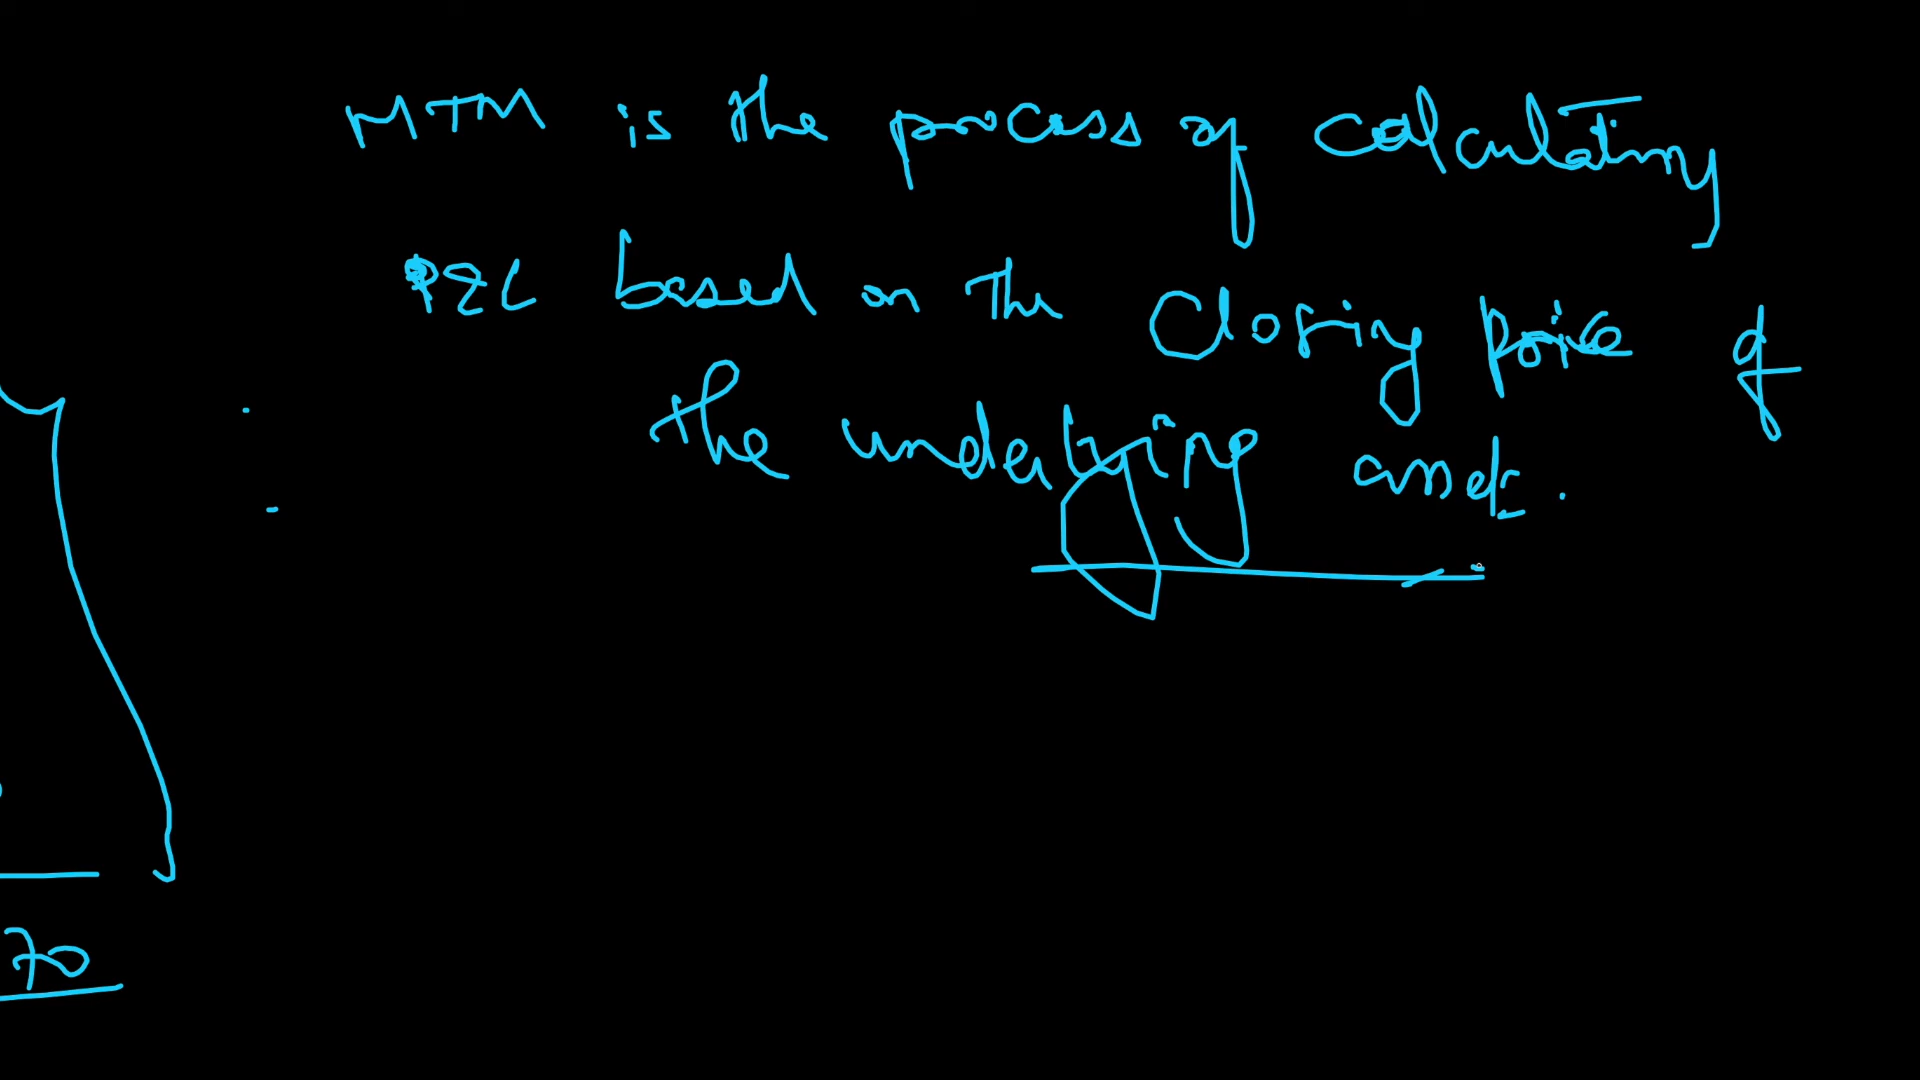 MTM is the process of calculating
P&L based on the Closing price of
the underlying asset.
70